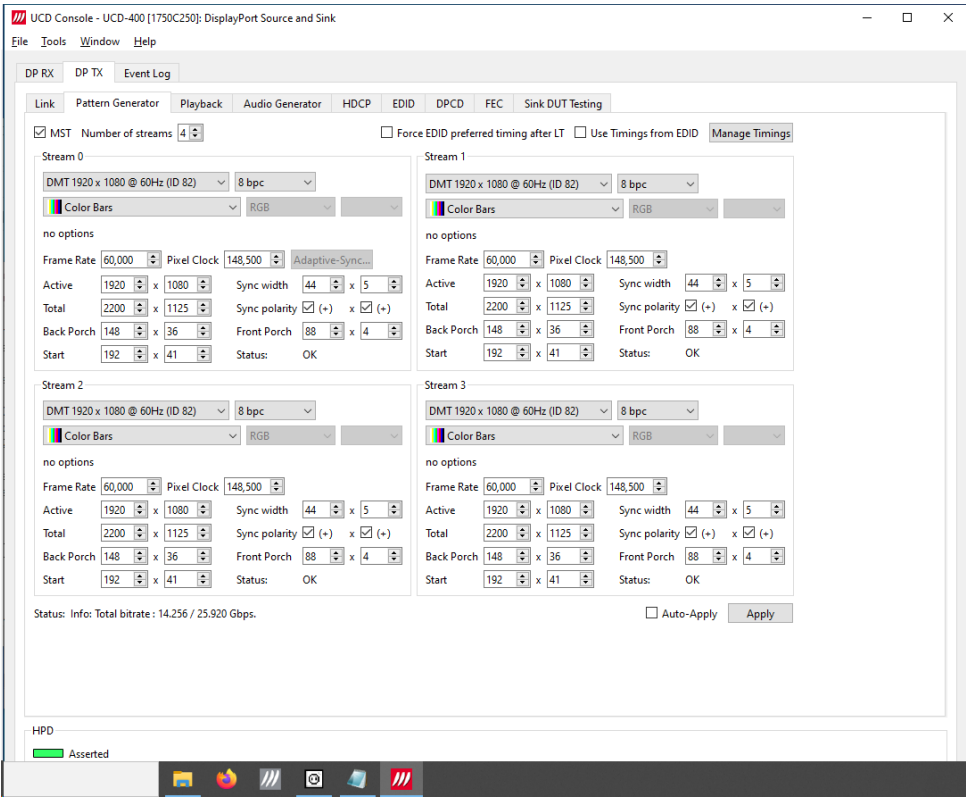 UCD Console - UCD-400 [1750C250]: DisplayPort Source and Sink
File Tools Window Help
DP RX DP TX Event Log
Link Pattern Generator Playback Audio Generator HDCP EDID DPCD FEC Sink DUT Testing
MST Number of streams 4 Force EDID preferred timing after LT Use Timings from EDID Manage Timings
Stream 0
DMT 1920 x 1080 @ 60Hz (ID 82) 8 bpc
Color Bars RGB
no options
Frame Rate 60,000 Pixel Clock 148,500 Adaptive-Sync...
Active 1920 x 1080 Sync width 44 x 5
Total 2200 x 1125 Sync polarity (+) x (+)
Back Porch 148 x 36 Front Porch 88 x 4
Start 192 x 41 Status: OK
Stream 1
DMT 1920 x 1080 @ 60Hz (ID 82) 8 bpc
Color Bars RGB
no options
Frame Rate 60,000 Pixel Clock 148,500
Active 1920 x 1080 Sync width 44 x 5
Total 2200 x 1125 Sync polarity (+) x (+)
Back Porch 148 x 36 Front Porch 88 x 4
Start 192 x 41 Status: OK
Stream 2
DMT 1920 x 1080 @ 60Hz (ID 82) 8 bpc
Color Bars RGB
no options
Frame Rate 60,000 Pixel Clock 148,500
Active 1920 x 1080 Sync width 44 x 5
Total 2200 x 1125 Sync polarity (+) x (+)
Back Porch 148 x 36 Front Porch 88 x 4
Start 192 x 41 Status: OK
Stream 3
DMT 1920 x 1080 @ 60Hz (ID 82) 8 bpc
Color Bars RGB
no options
Frame Rate 60,000 Pixel Clock 148,500
Active 1920 x 1080 Sync width 44 x 5
Total 2200 x 1125 Sync polarity (+) x (+)
Back Porch 148 x 36 Front Porch 88 x 4
Start 192 x 41 Status: OK
Status: Info: Total bitrate : 14.256 / 25.920 Gbps. Auto-Apply Apply
HPD
Asserted